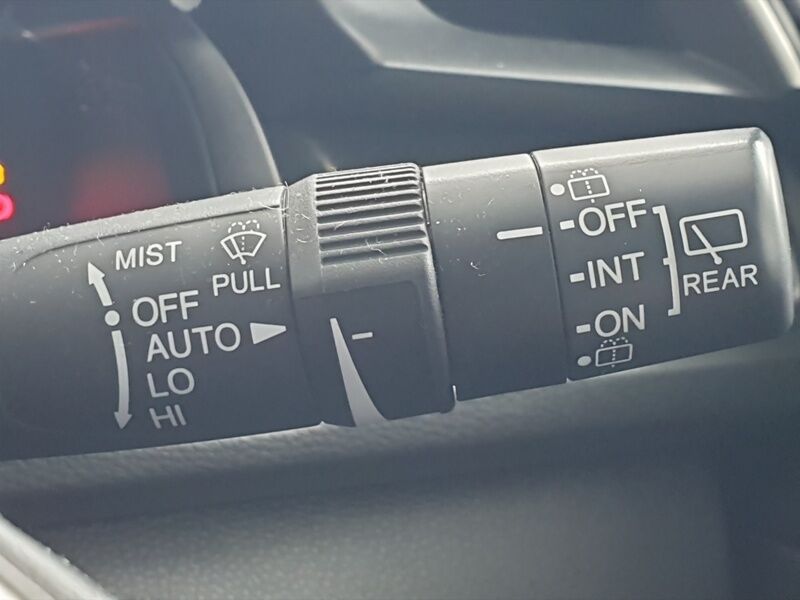 MIST
PULL
OFF
AUTO
LO
HI
OFF
INT
ON
REAR